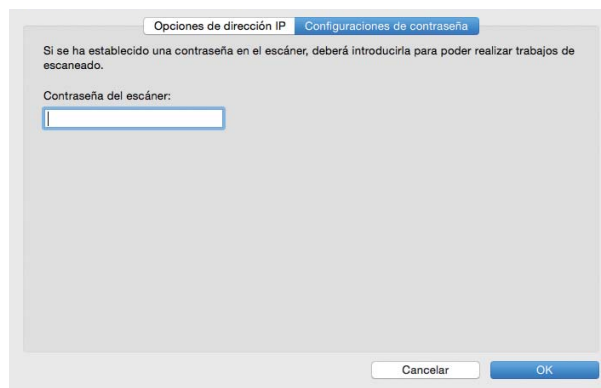 Opciones de dirección IP Configuraciones de contraseña
Si se ha establecido una contraseña en el escáner, deberá introducirla para poder realizar trabajos de
escaneado.
Contraseña del escáner:
Cancelar OK